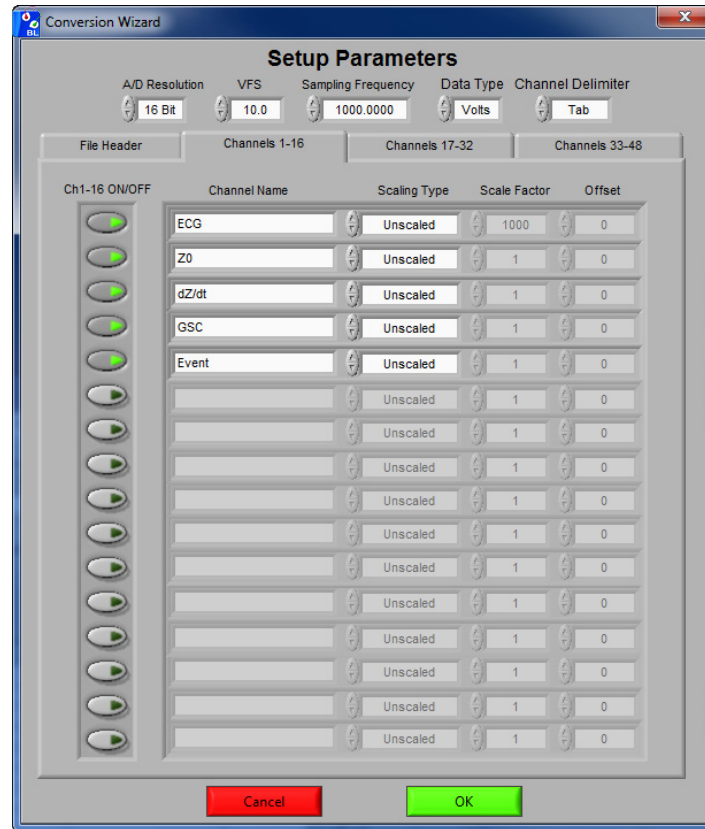 BL Conversion Wizard x
Setup Parameters
A/D Resolution VFS Sampling Frequency Data Type Channel Delimiter
16 Bit 10.0 1000.0000 Volts Tab
File Header Channels 1-16 Channels 17-32 Channels 33-48
Ch1-16 ON/OFF Channel Name Scaling Type Scale Factor Offset
ECG Unscaled 1000 0
Z0 Unscaled 1 0
dZ/dt Unscaled 1 0
GSC Unscaled 1 0
Event Unscaled 1 0
Unscaled 1 0
Unscaled 1 0
Unscaled 1 0
Unscaled 1 0
Unscaled 1 0
Unscaled 1 0
Unscaled 1 0
Unscaled 1 0
Unscaled 1 0
Unscaled 1 0
Unscaled 1 0
Cancel OK